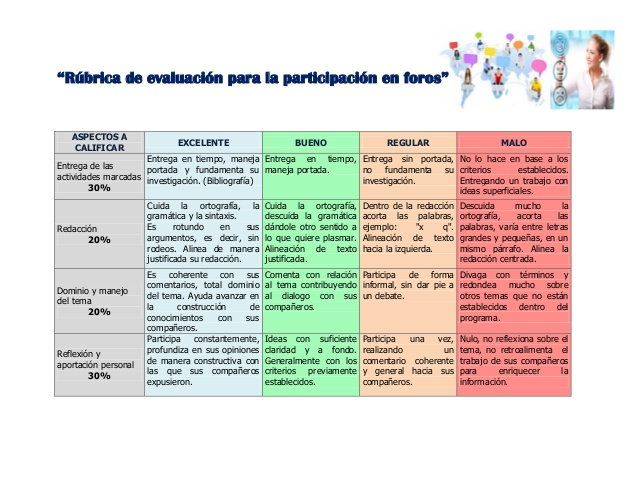 “Rúbrica de evaluación para la participación en foros”
ASPECTOS A
CALIFICAR
EXCELENTE
BUENO
REGULAR
MALO
Entrega de las
actividades marcadas
30%
Entrega en tiempo, maneja
portada y fundamenta su
investigación. (Bibliografía)
Entrega en tiempo,
maneja portada.
Entrega sin portada,
no fundamenta su
investigación.
No lo hace en base a los
criterios establecidos.
Entregando un trabajo con
ideas superficiales.
Redacción
20%
Cuida la ortografía, la
gramática y la sintaxis.
Es rotundo en sus
argumentos, es decir, sin
rodeos. Alinea de manera
justificada su redacción.
Cuida la ortografía,
descuida la gramática
dándole otro sentido a
lo que quiere plasmar.
Alineación de texto
justificada.
Dentro de la redacción
acorta las palabras,
ejemplo: "x q".
Alineación de texto
hacia la izquierda.
Descuida mucho la
ortografía, acorta las
palabras, varía entre letras
grandes y pequeñas, en un
mismo párrafo. Alinea la
redacción centrada.
Dominio y manejo
del tema
20%
Es coherente con sus
comentarios, total dominio
del tema. Ayuda avanzar en
la construcción de
conocimientos con sus
compañeros.
Comenta con relación
al tema contribuyendo
al dialogo con sus
compañeros.
Participa de forma
informal, sin dar pie a
un debate.
Divaga con términos y
redondea mucho sobre
otros temas que no están
establecidos dentro del
programa.
Reflexión y
aportación personal
30%
Participa constantemente,
profundiza en sus opiniones
de manera constructiva con
las que sus compañeros
expusieron.
Ideas con suficiente
claridad y a fondo.
Generalmente con los
criterios previamente
establecidos.
Participa una vez,
realizando un
comentario coherente
y general hacia sus
compañeros.
Nulo, no reflexiona sobre el
tema, no retroalimenta el
trabajo de sus compañeros
para enriquecer la
información.